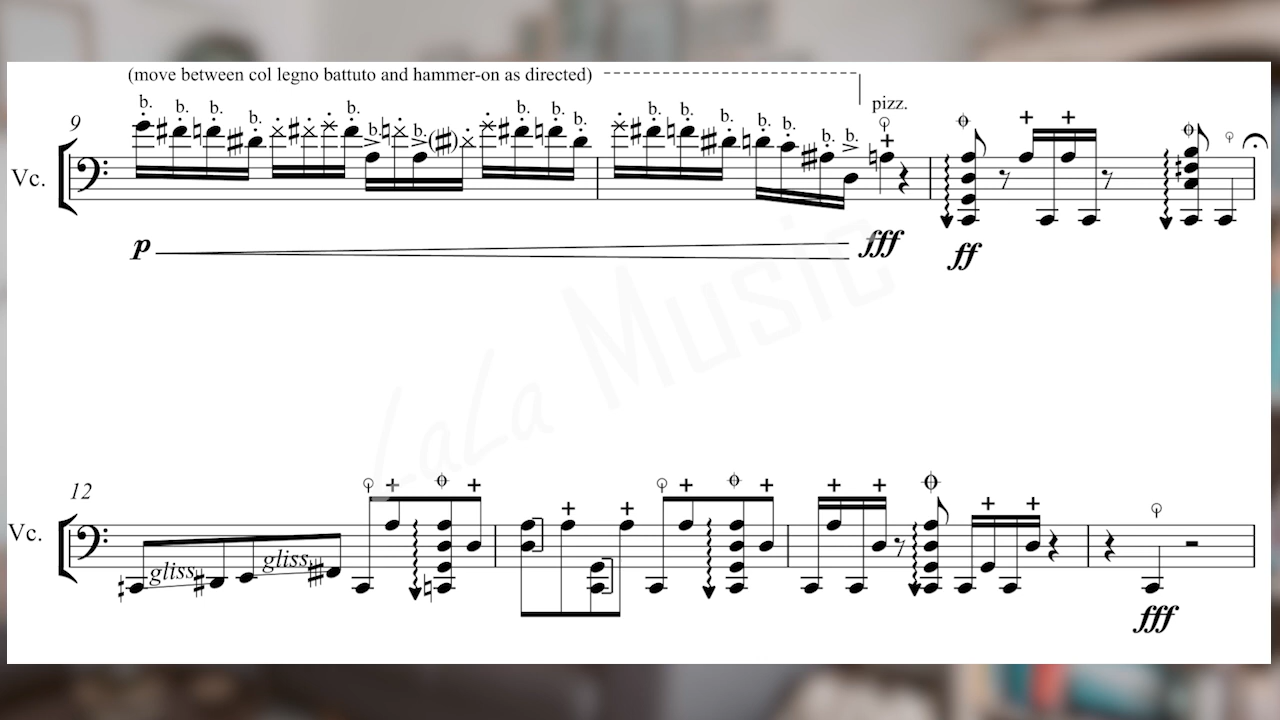 (move between col legno battuto and hammer-on as directed)
b. b. b. b. b. b. b. b. b. b. b. b. b. b. b. b. b. b. pizz.
9
Vc.
p fff ff
LaLa Music
12
Vc.
gliss. gliss.
fff